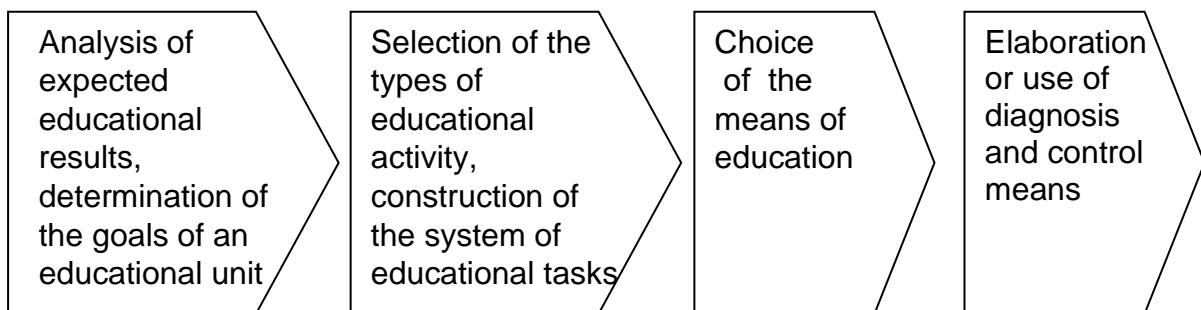 Analysis of
expected
educational
results,
determination of
the goals of an
educational unit
Selection of the
types of
educational
activity,
construction of
the system of
educational tasks
Choice
of the
means of
education
Elaboration
or use of
diagnosis
and control
means